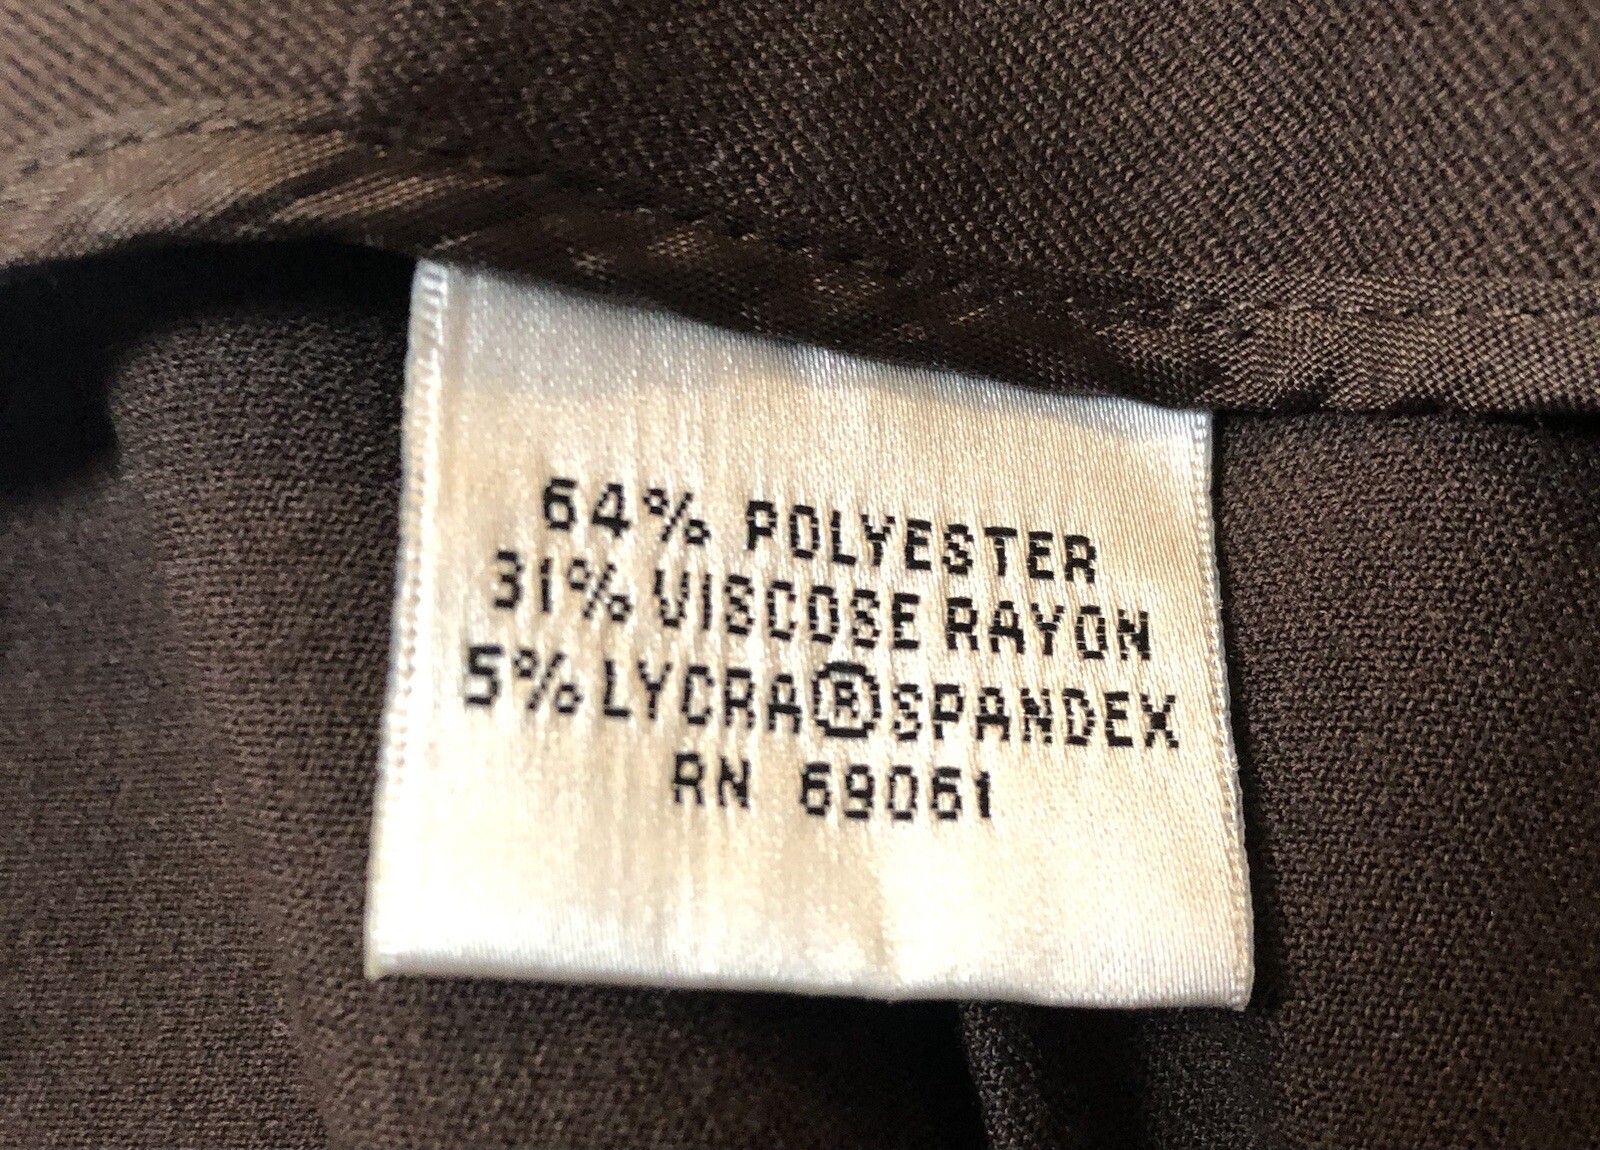 64% POLYESTER
31% VISCOSE RAYON
5% LYCRA® SPANDEX
RN 69061